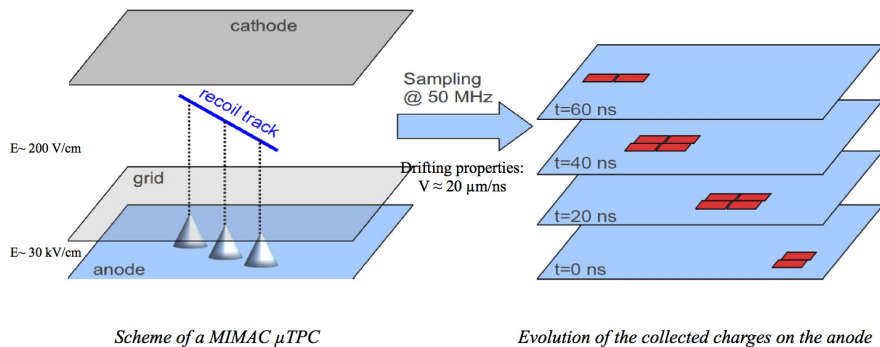 cathode
recoil track
E~ 200 V/cm
grid
E~ 30 kV/cm
anode
Sampling
@ 50 MHz
Drifting properties:
V ≈ 20 µm/ns
t=60 ns
t=40 ns
t=20 ns
t=0 ns
Scheme of a MIMAC µTPC
Evolution of the collected charges on the anode